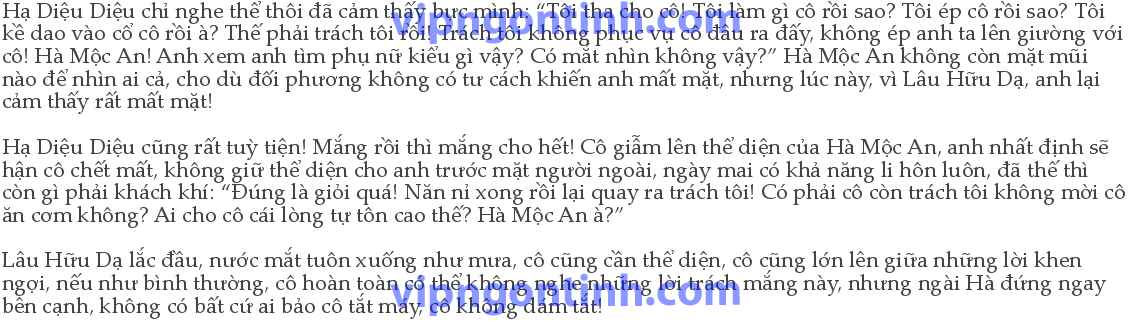 Hạ Diệu Diệu chỉ nghe thể thôi đã cảm thấy bực mình: “Tôi tha cho cô! Tôi làm gì cô rồi sao? Tôi ép cô rồi sao? Tôi
kề dao vào cổ cô rồi à? Thế phải trách tôi rồi! Trách tôi không phục vụ cô đâu ra đấy, không ép anh ta lên giường với
cô! Hà Mộc An! Anh xem anh tìm phụ nữ kiểu gì vậy? Có mắt nhìn không vậy?” Hà Mộc An không còn mặt mũi
nào để nhìn ai cả, cho dù đối phương không có tư cách khiến anh mất mặt, nhưng lúc này, vì Lâu Hữu Dạ, anh lại
cảm thấy rất mất mặt!
vipngontinh.com
Hạ Diệu Diệu cũng rất tuỳ tiện! Mắng rồi thì mắng cho hết! Cô giẫm lên thể diện của Hà Mộc An, anh nhất định sẽ
hận cô chết mất, không giữ thể diện cho anh trước mặt người ngoài, ngày mai có khả năng li hôn luôn, đã thế thì
còn gì phải khách khí: “Đúng là giỏi quá! Năn nỉ xong rồi lại quay ra trách tôi! Có phải cô còn trách tôi không mời cô
ăn cơm không? Ai cho cô cái lòng tự tôn cao thế? Hà Mộc An à?”
vipngontinh.com
Lâu Hữu Dạ lắc đầu, nước mắt tuôn xuống như mưa, cô cũng cần thể diện, cô cũng lớn lên giữa những lời khen
ngợi, nếu như bình thường, cô hoàn toàn có thể không nghe những lời trách mắng này, nhưng ngài Hà đứng ngay
bên cạnh, không có bất cứ ai bảo cô tắt máy, cô không dám tắt!
vipngontinh.com